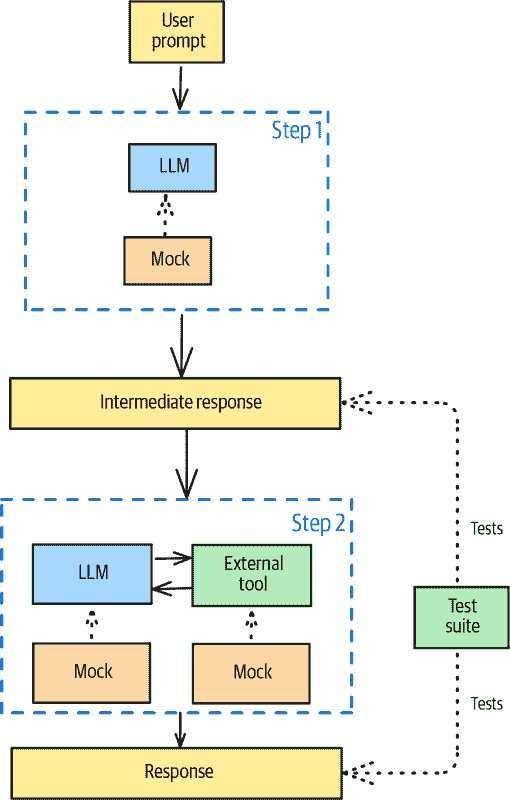 User
prompt
Step 1
LLM
Mock
Intermediate response
Step 2
LLM
External
tool
Mock
Mock
Tests
Test
suite
Tests
Response